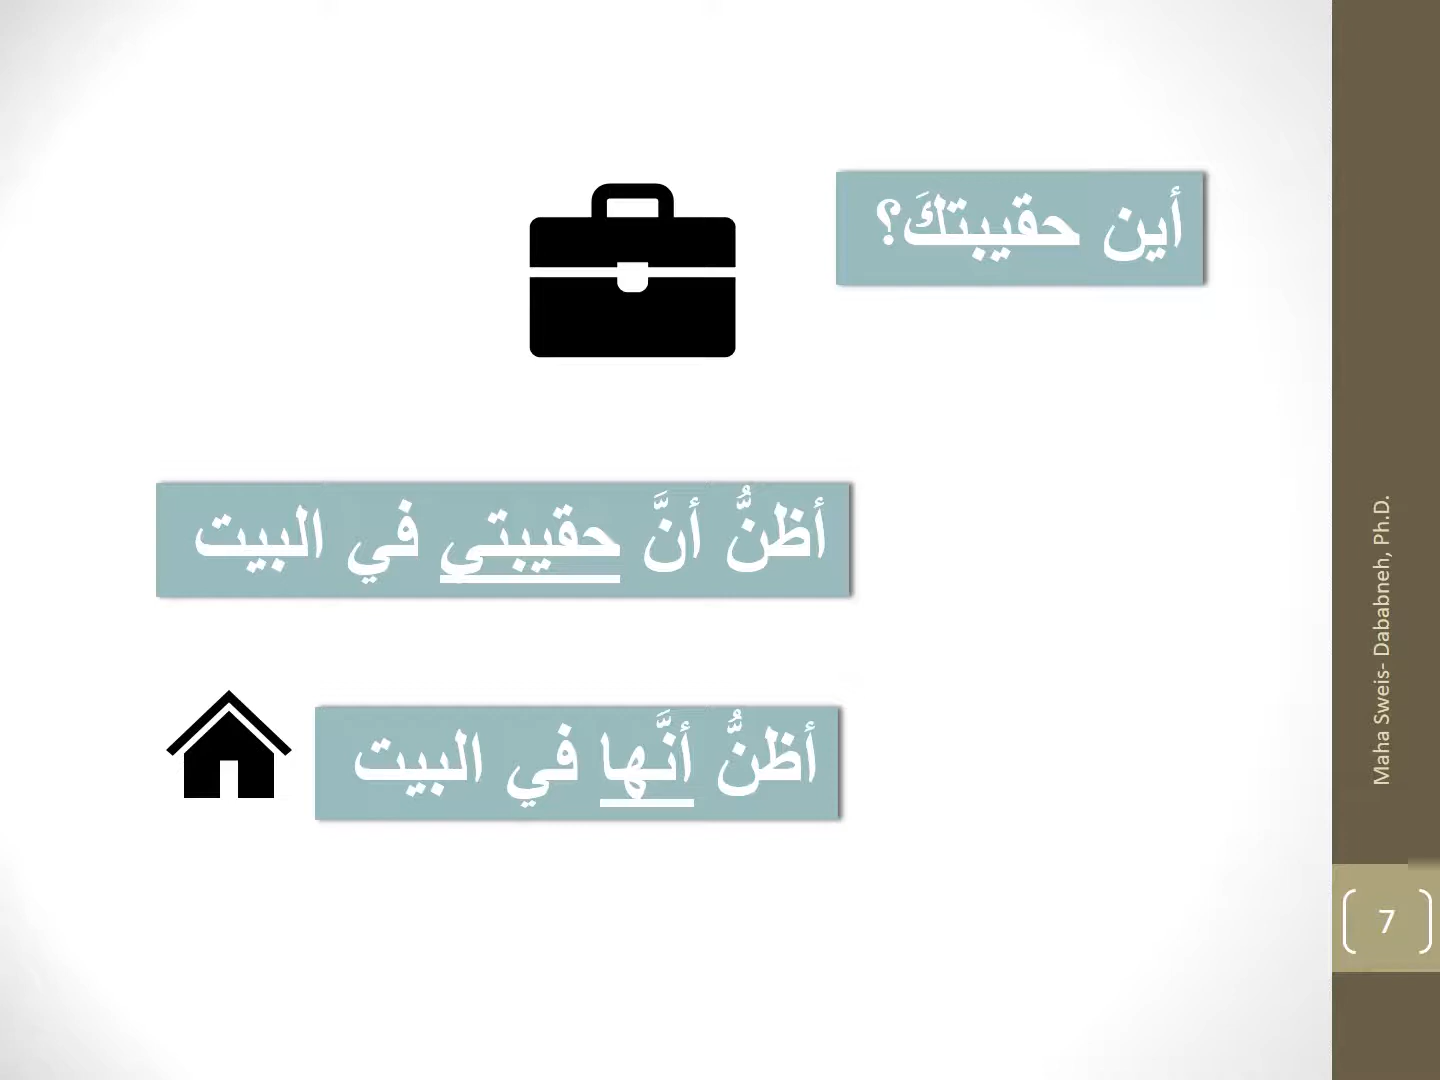 أين حقيبتكَ؟
أظنُّ أنَّ حقيبتي في البيت
أظنُّ أنَّها في البيت
Maha Sweis- Dababneh, Ph.D.
7